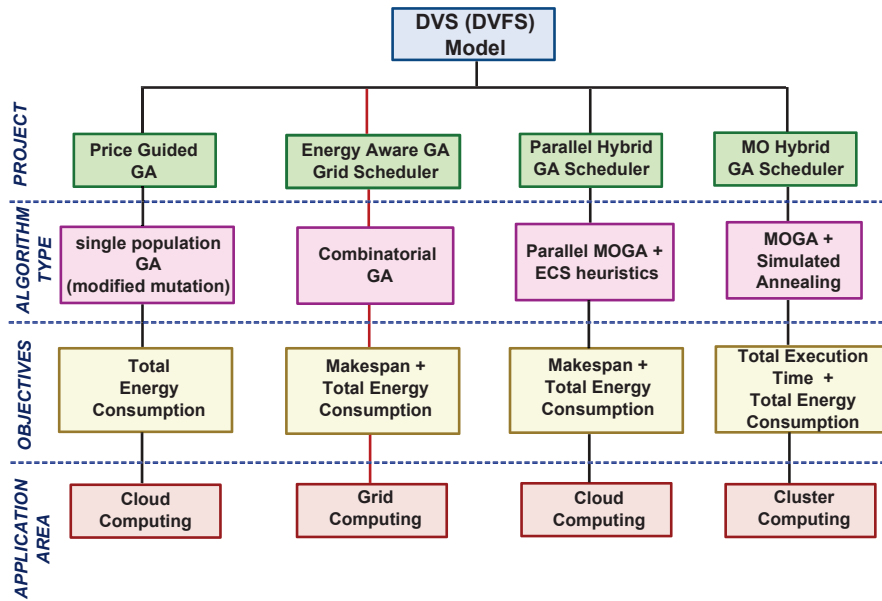 DVS (DVFS)
Model
PROJECT
Price Guided
GA
Energy Aware GA
Grid Scheduler
Parallel Hybrid
GA Scheduler
MO Hybrid
GA Scheduler
ALGORITHM
TYPE
single population
GA
(modified mutation)
Combinatorial
GA
Parallel MOGA +
ECS heuristics
MOGA +
Simulated
Annealing
OBJECTIVES
Total
Energy
Consumption
Makespan +
Total Energy
Consumption
Makespan +
Total Energy
Consumption
Total Execution
Time +
Total Energy
Consumption
APPLICATION
AREA
Cloud
Computing
Grid
Computing
Cloud
Computing
Cluster
Computing